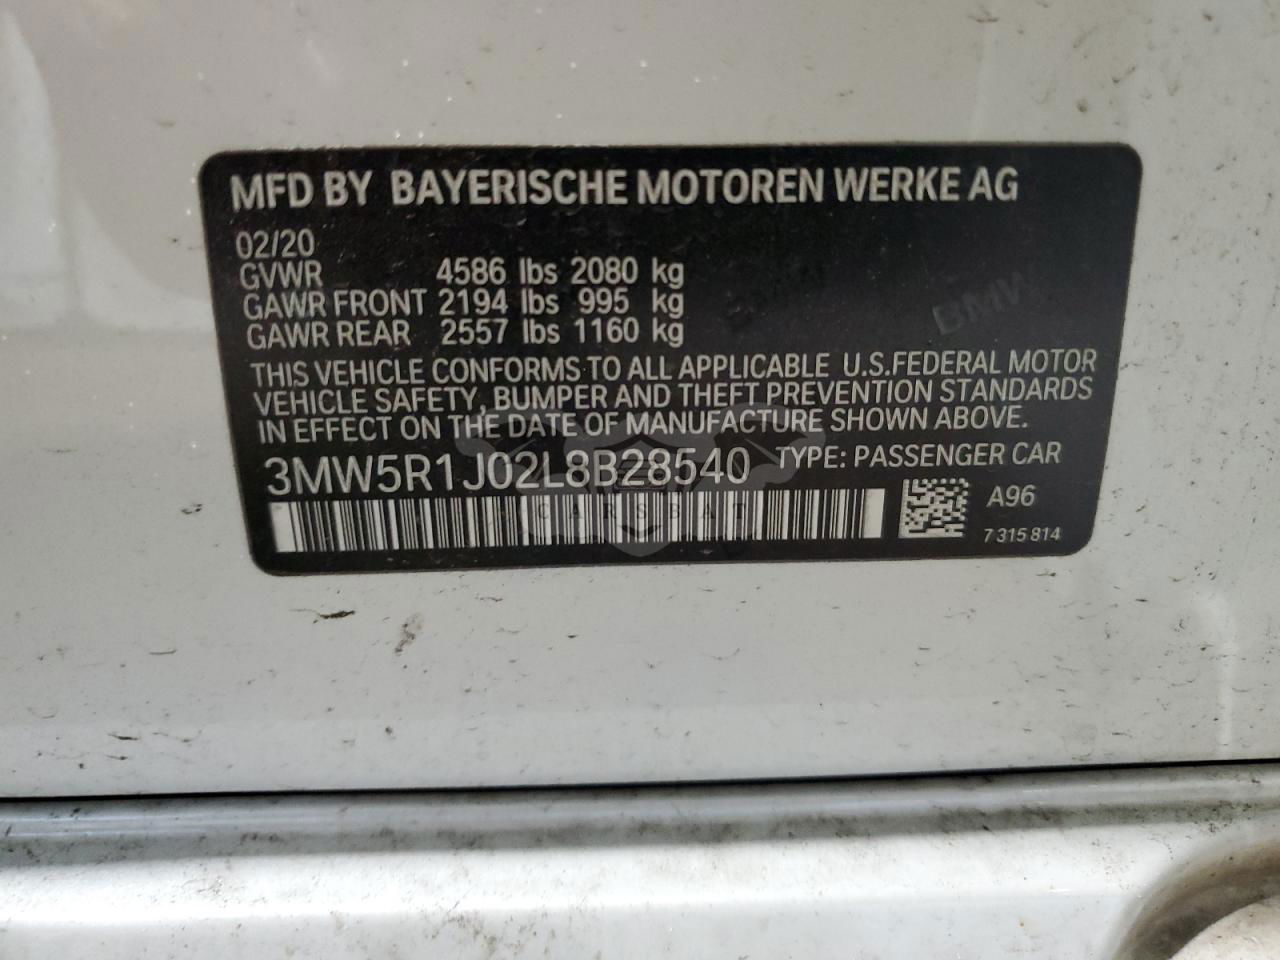 MFD BY BAYERISCHE MOTOREN WERKE AG
02/20
GVWR 4586 lbs 2080 kg
GAWR FRONT 2194 lbs 995 kg
GAWR REAR 2557 lbs 1160 kg
BMW
BMW
THIS VEHICLE CONFORMS TO ALL APPLICABLE U.S.FEDERAL MOTOR
VEHICLE SAFETY, BUMPER AND THEFT PREVENTION STANDARDS
IN EFFECT ON THE DATE OF MANUFACTURE SHOWN ABOVE.
3MW5R1J02L8B28540 TYPE: PASSENGER CAR
CARSBAT
A96
7 315 814